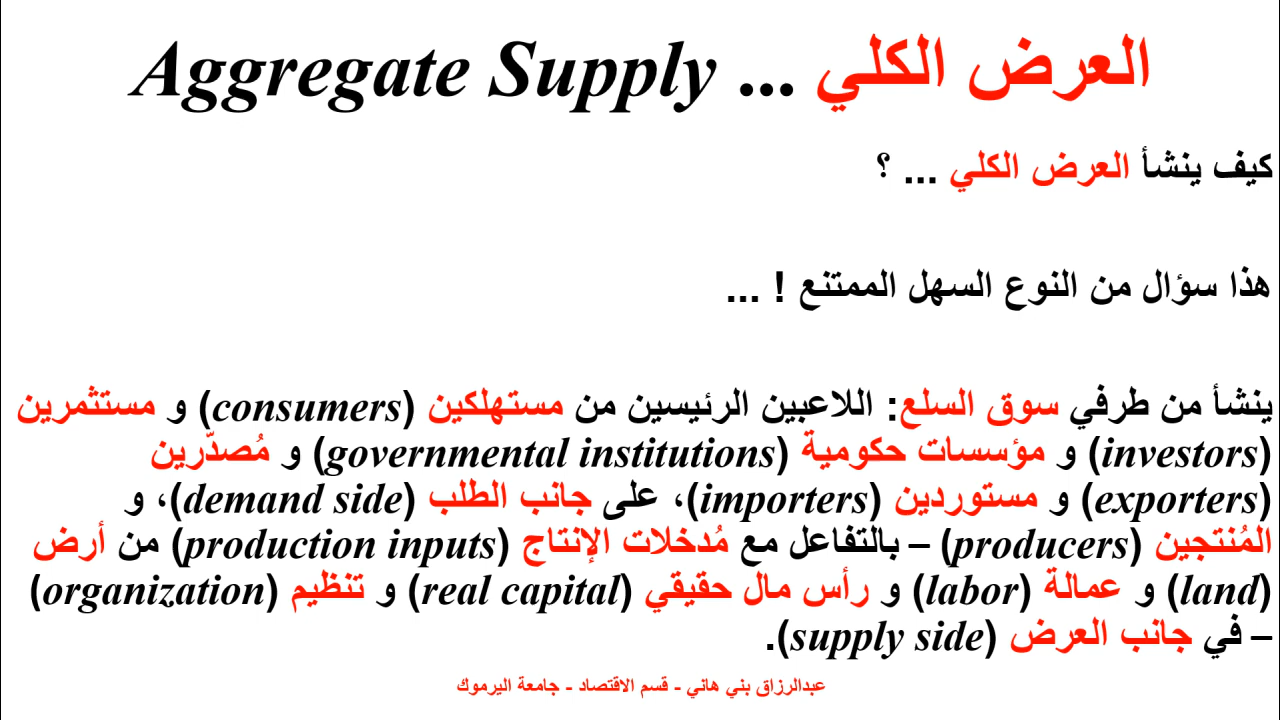 العرض الكلي ... Aggregate Supply
كيف ينشأ العرض الكلي ... ؟
هذا سؤال من النوع السهل الممتنع ! ...
ينشأ من طرفي سوق السلع: اللاعبين الرئيسين من مستهلكين (consumers) و مستثمرين
(investors) و مؤسسات حكومية (governmental institutions) و مُصدّرين
(exporters) و مستوردين (importers)، على جانب الطلب (demand side)، و
المُنتجين (producers) – بالتفاعل مع مُدخلات الإنتاج (production inputs) من أرض
(land) و عمالة (labor) و رأس مال حقيقي (real capital) و تنظيم (organization)
– في جانب العرض (supply side).
عبدالرزاق بني هاني - قسم الاقتصاد - جامعة اليرموك